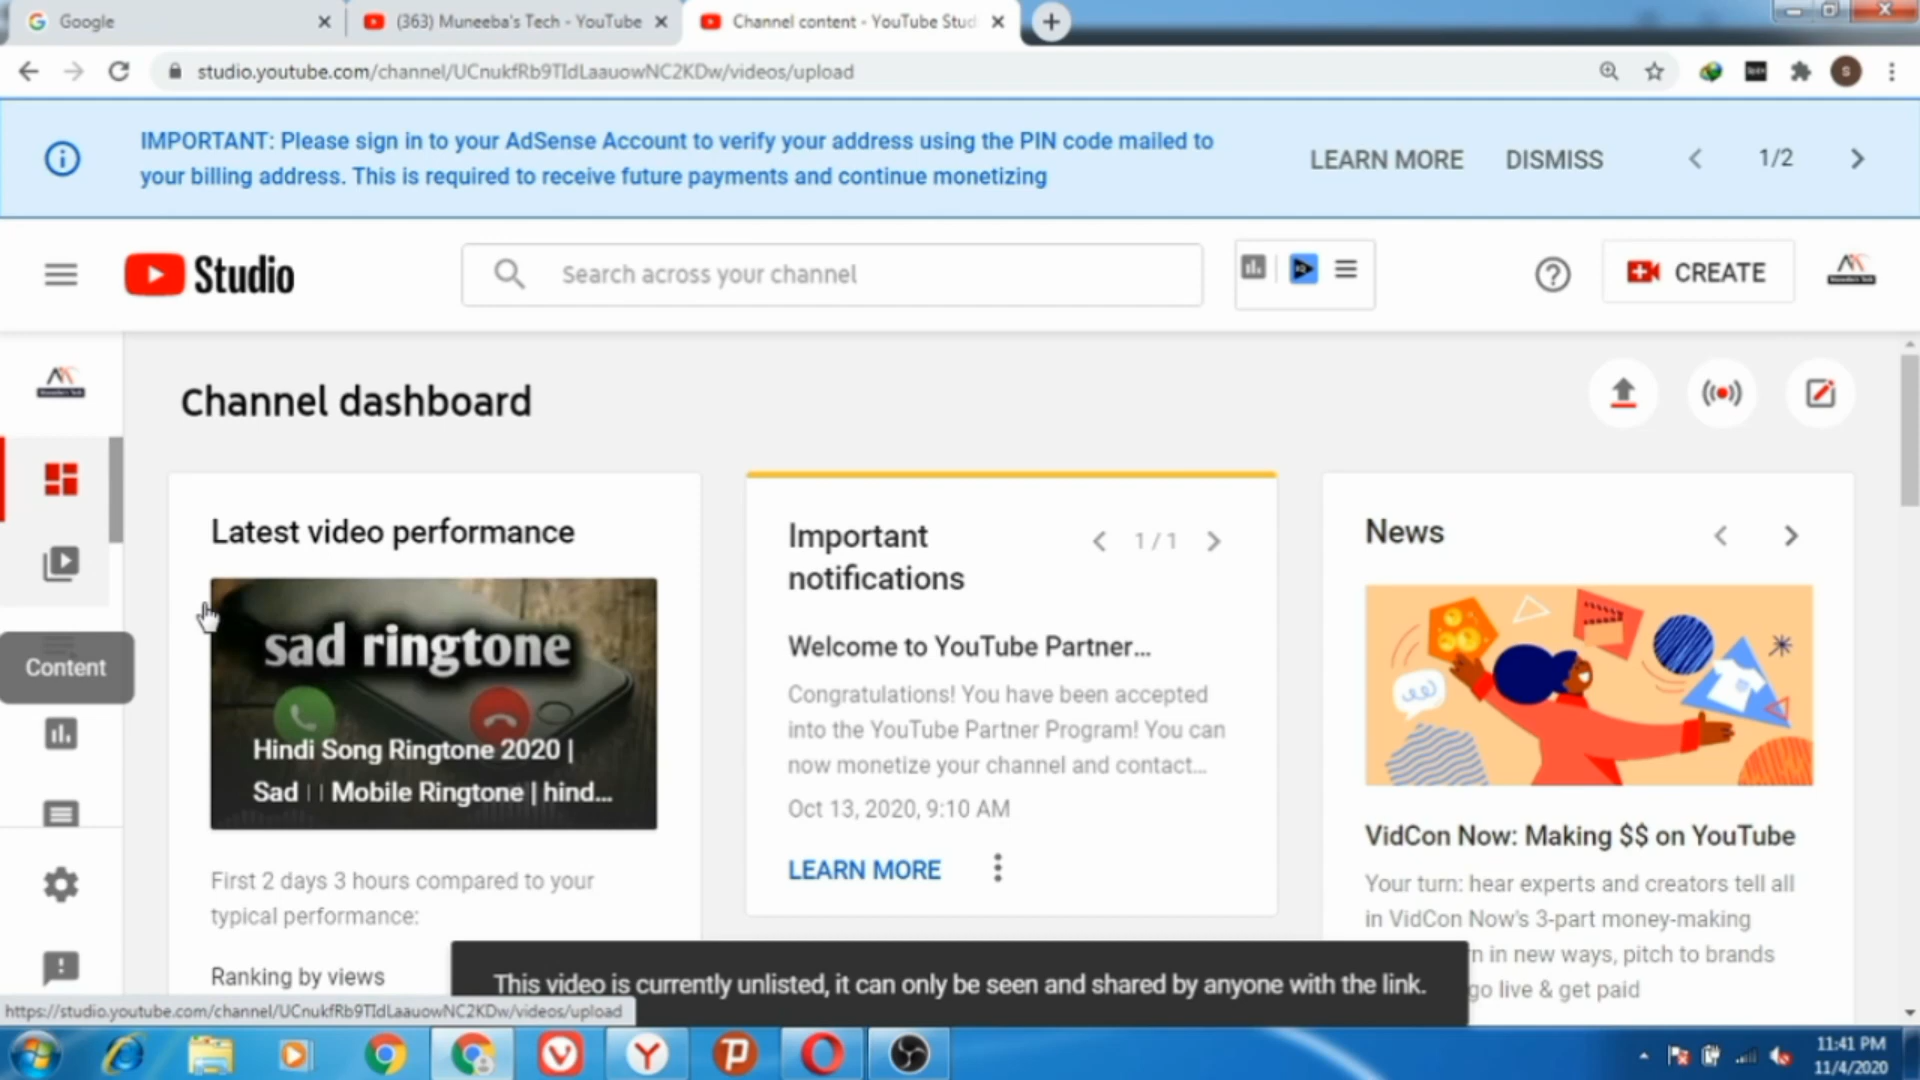 Google
(363) Muneeba's Tech - YouTube
Channel content - YouTube Stud
studio.youtube.com/channel/UCnukfRb9TIdLaauowNC2KDw/videos/upload
IMPORTANT: Please sign in to your AdSense Account to verify your address using the PIN code mailed to
your billing address. This is required to receive future payments and continue monetizing
LEARN MORE
DISMISS
1/2
Studio
Search across your channel
CREATE
Channel dashboard
Latest video performance
sad ringtone
Hindi Song Ringtone 2020 |
Sad Mobile Ringtone | hind...
First 2 days 3 hours compared to your
typical performance:
Ranking by views
Important
notifications
1 / 1
Welcome to YouTube Partner...
Congratulations! You have been accepted
into the YouTube Partner Program! You can
now monetize your channel and contact...
Oct 13, 2020, 9:10 AM
LEARN MORE
News
VidCon Now: Making $$ on YouTube
Your turn: hear experts and creators tell all
in VidCon Now's 3-part money-making
n in new ways, pitch to brands
go live & get paid
Content
This video is currently unlisted, it can only be seen and shared by anyone with the link.
https://studio.youtube.com/channel/UCnukfRb9TIdLaauowNC2KDw/videos/upload
11:41 PM
11/4/2020